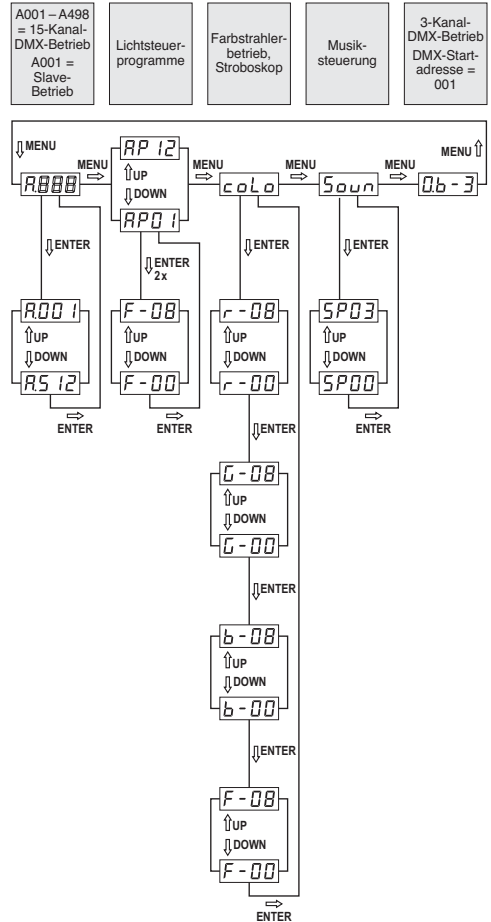 A001 – A498
= 15-Kanal-
DMX-Betrieb
A001 =
Slave-
Betrieb
Lichtsteuer-
programme
Farbstrahler-
betrieb,
Stroboskop
Musik-
steuerung
3-Kanal-
DMX-Betrieb
DMX-Start-
adresse =
001
MENU
MENU
MENU
MENU
MENU
MENU
A.888
AP12
UP
DOWN
AP01
coLo
Soun
0.b-3
ENTER
ENTER
2x
ENTER
ENTER
A.001
UP
DOWN
A.512
ENTER
F-08
UP
DOWN
F-00
ENTER
r-08
UP
DOWN
r-00
SP03
UP
DOWN
SP00
ENTER
ENTER
G-08
UP
DOWN
G-00
ENTER
b-08
UP
DOWN
b-00
ENTER
F-08
UP
DOWN
F-00
ENTER